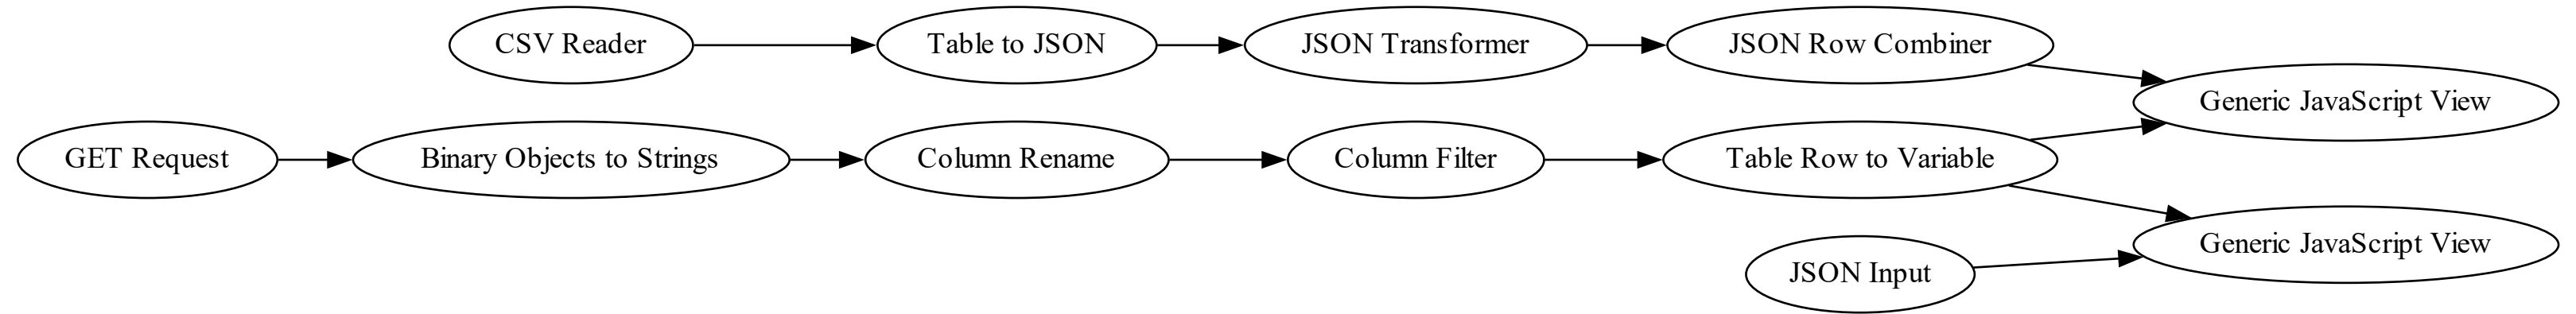 CSV Reader
Table to JSON
JSON Transformer
JSON Row Combiner
Generic JavaScript View
GET Request
Binary Objects to Strings
Column Rename
Column Filter
Table Row to Variable
Generic JavaScript View
JSON Input